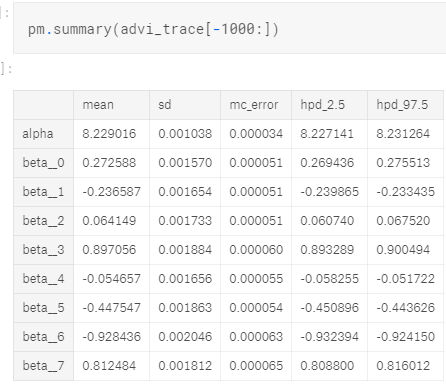 ]:
pm.summary(advi_trace[-1000:])
]:
mean sd mc_error hpd_2.5 hpd_97.5
alpha 8.229016 0.001038 0.000034 8.227141 8.231264
beta__0 0.272588 0.001570 0.000051 0.269436 0.275513
beta__1 -0.236587 0.001654 0.000051 -0.239865 -0.233435
beta__2 0.064149 0.001733 0.000051 0.060740 0.067520
beta__3 0.897056 0.001884 0.000060 0.893289 0.900494
beta__4 -0.054657 0.001656 0.000055 -0.058255 -0.051722
beta__5 -0.447547 0.001863 0.000054 -0.450896 -0.443626
beta__6 -0.928436 0.002046 0.000063 -0.932394 -0.924150
beta__7 0.812484 0.001812 0.000065 0.808800 0.816012